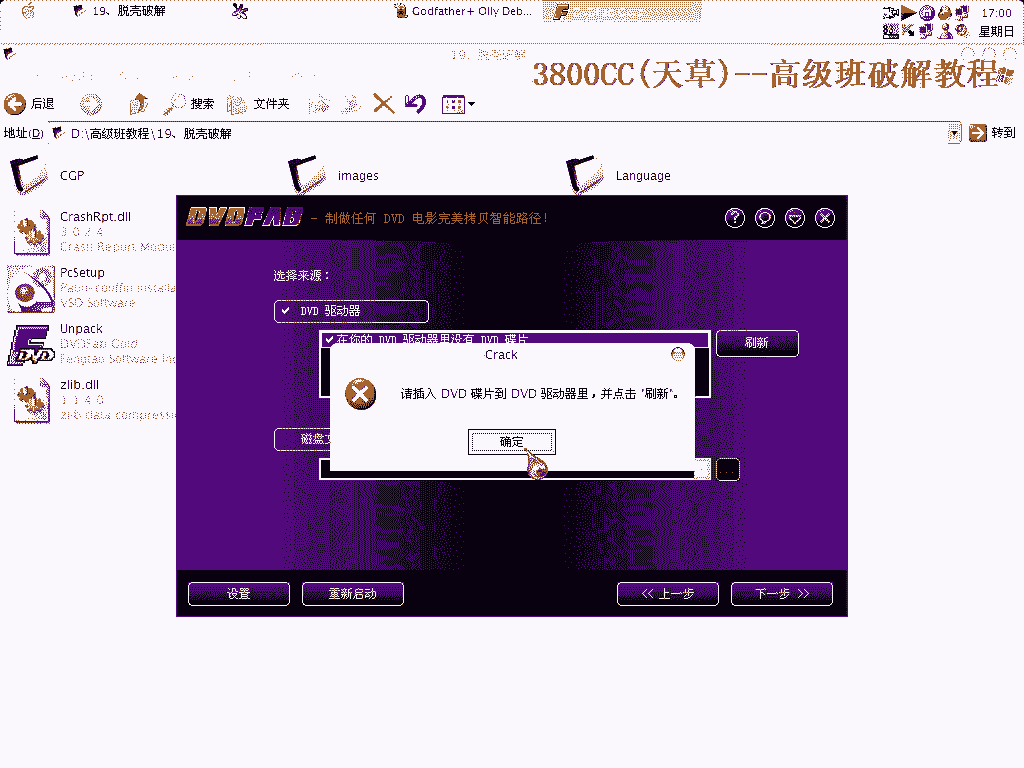 19、脱壳破解
Godfather+ Olly Deb...
17:00
星期日
19、脱壳破解
3800CC(天草)--高级班破解教程
后退
搜索
文件夹
地址(D)
D:\高级班教程\19、脱壳破解
转到
CGP
images
Language
CrashRpt.dll
3.0.2.4
Crash Report Modu
PcSetup
Patin-couffin installa
VSO Software
Unpack
DVDFab Gold
Fengtao Software Inc
zlib.dll
1.1.4.0
zlib data compress
DVDFAB - 制做任何 DVD 电影完美拷贝智能路径!
选择来源：
DVD 驱动器
在你的 DVD 驱动器里没有 DVD 碟片
刷新
Crack
请插入 DVD 碟片到 DVD 驱动器里，并点击 "刷新"。
确定
磁盘文
...
设置
重新启动
<< 上一步
下一步 >>